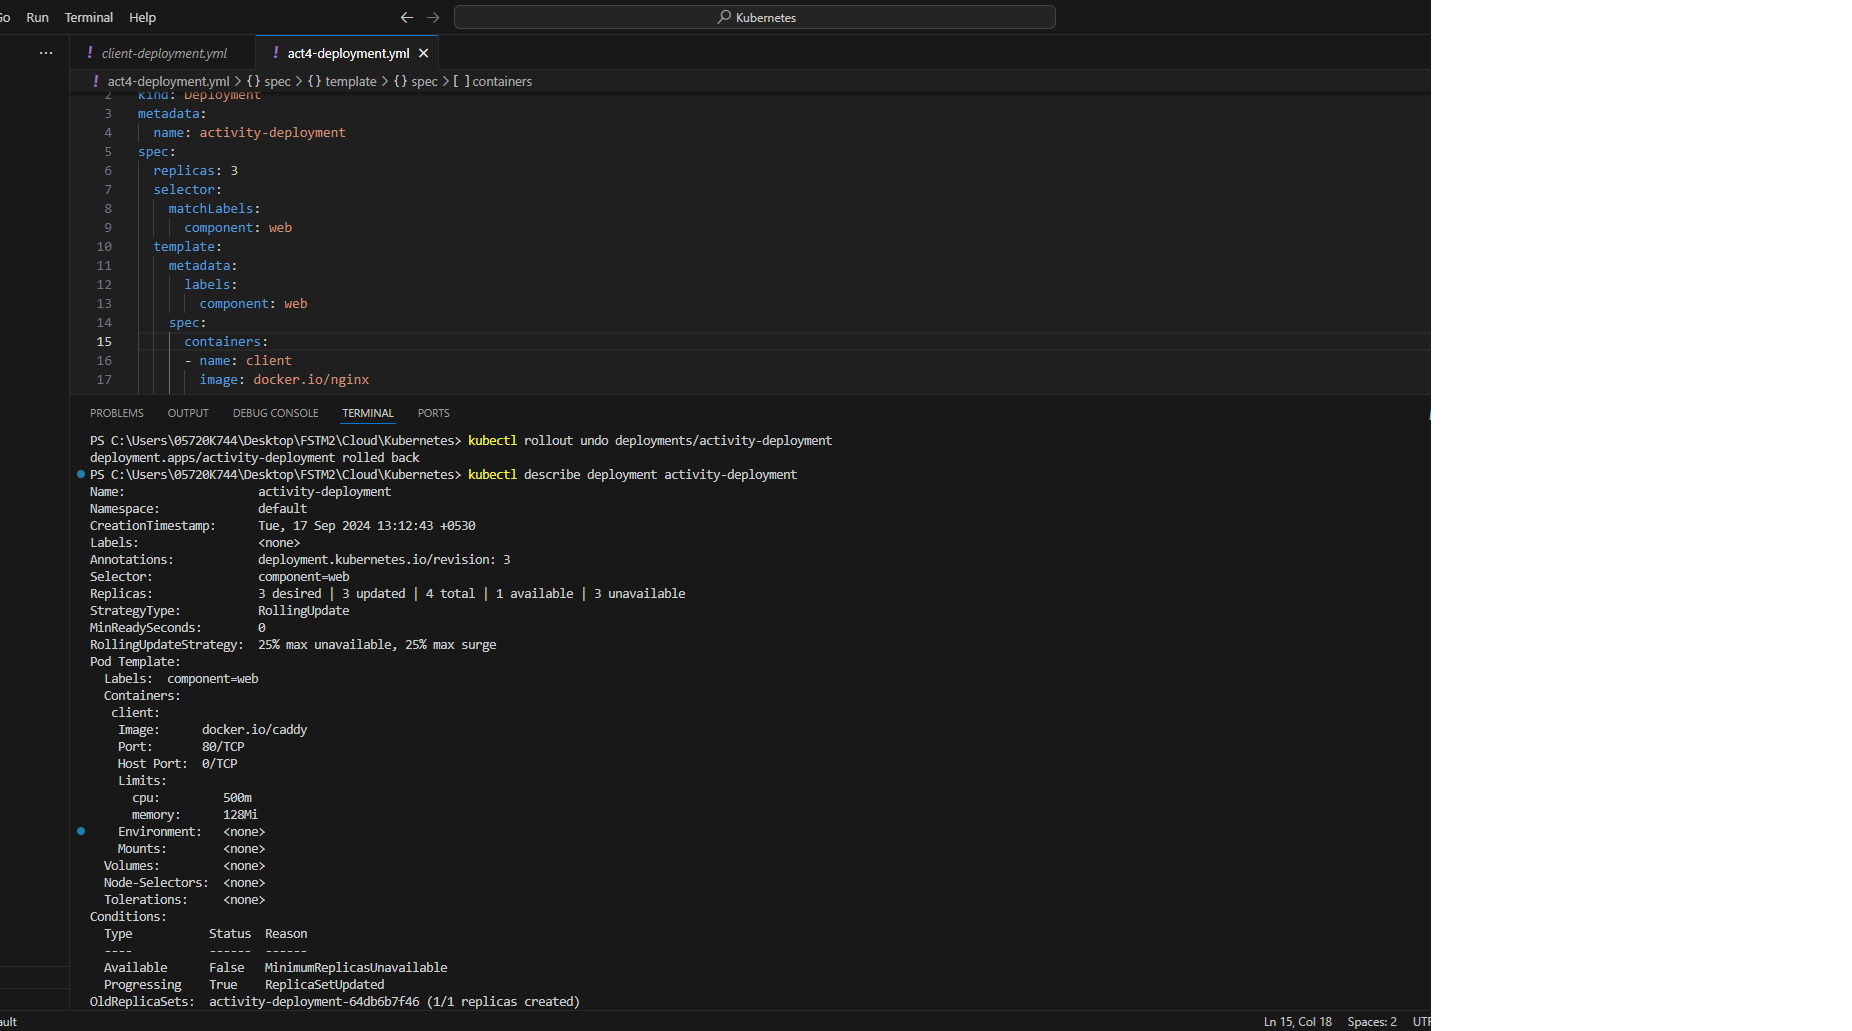 Run Terminal Help
Kubernetes
client-deployment.yml act4-deployment.yml
act4-deployment.yml > {} spec > {} template > {} spec > [ ] containers
2 kind: Deployment
3 metadata:
4 name: activity-deployment
5 spec:
6 replicas: 3
7 selector:
8 matchLabels:
9 component: web
10 template:
11 metadata:
12 labels:
13 component: web
14 spec:
15 containers:
16 - name: client
17 image: docker.io/nginx
PROBLEMS OUTPUT DEBUG CONSOLE TERMINAL PORTS
PS C:\Users\05720K744\Desktop\FSTM2\Cloud\Kubernetes> kubectl rollout undo deployments/activity-deployment
deployment.apps/activity-deployment rolled back
PS C:\Users\05720K744\Desktop\FSTM2\Cloud\Kubernetes> kubectl describe deployment activity-deployment
Name: activity-deployment
Namespace: default
CreationTimestamp: Tue, 17 Sep 2024 13:12:43 +0530
Labels: <none>
Annotations: deployment.kubernetes.io/revision: 3
Selector: component=web
Replicas: 3 desired | 3 updated | 4 total | 1 available | 3 unavailable
StrategyType: RollingUpdate
MinReadySeconds: 0
RollingUpdateStrategy: 25% max unavailable, 25% max surge
Pod Template:
Labels: component=web
Containers:
client:
Image: docker.io/caddy
Port: 80/TCP
Host Port: 0/TCP
Limits:
cpu: 500m
memory: 128Mi
Environment: <none>
Mounts: <none>
Volumes: <none>
Node-Selectors: <none>
Tolerations: <none>
Conditions:
Type Status Reason
---- ------ ------
Available False MinimumReplicasUnavailable
Progressing True ReplicaSetUpdated
OldReplicaSets: activity-deployment-64db6b7f46 (1/1 replicas created)
Ln 15, Col 18 Spaces: 2